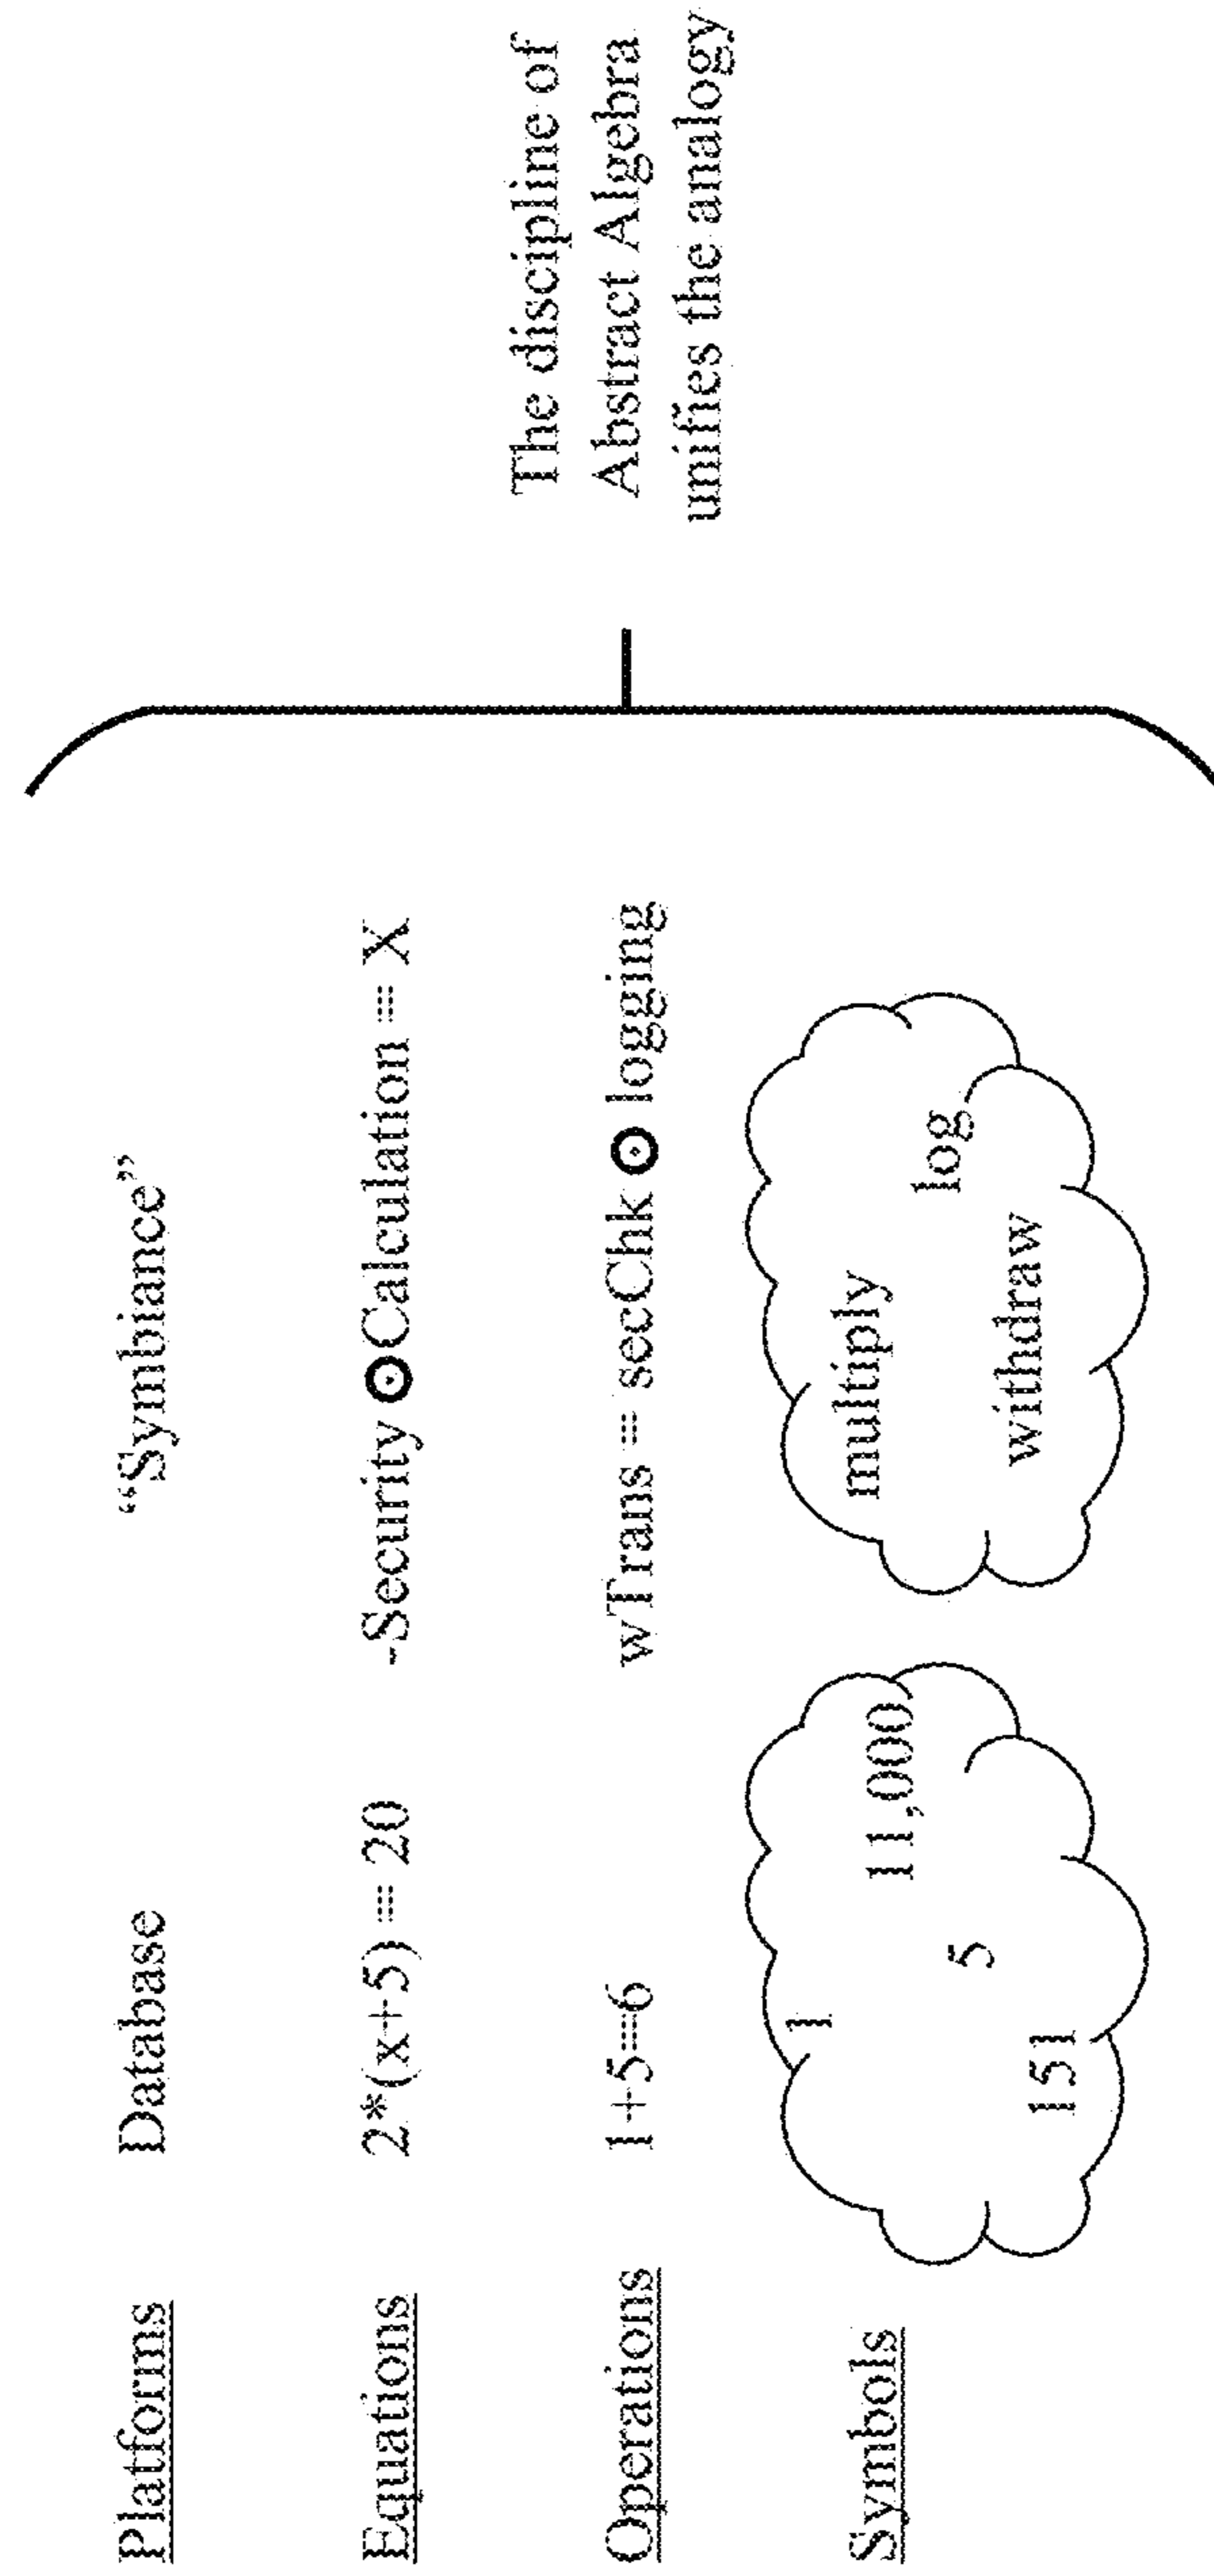 Platforms Database “Symbiance”
Equations 2*(x+5) = 20 -Security ⊙Calculation = X
Operations 1+5=6 wTrans = secChk ⊙ logging
Symbols
1
11,000
5
151
multiply
log
withdraw
The discipline of
Abstract Algebra
unifies the analogy